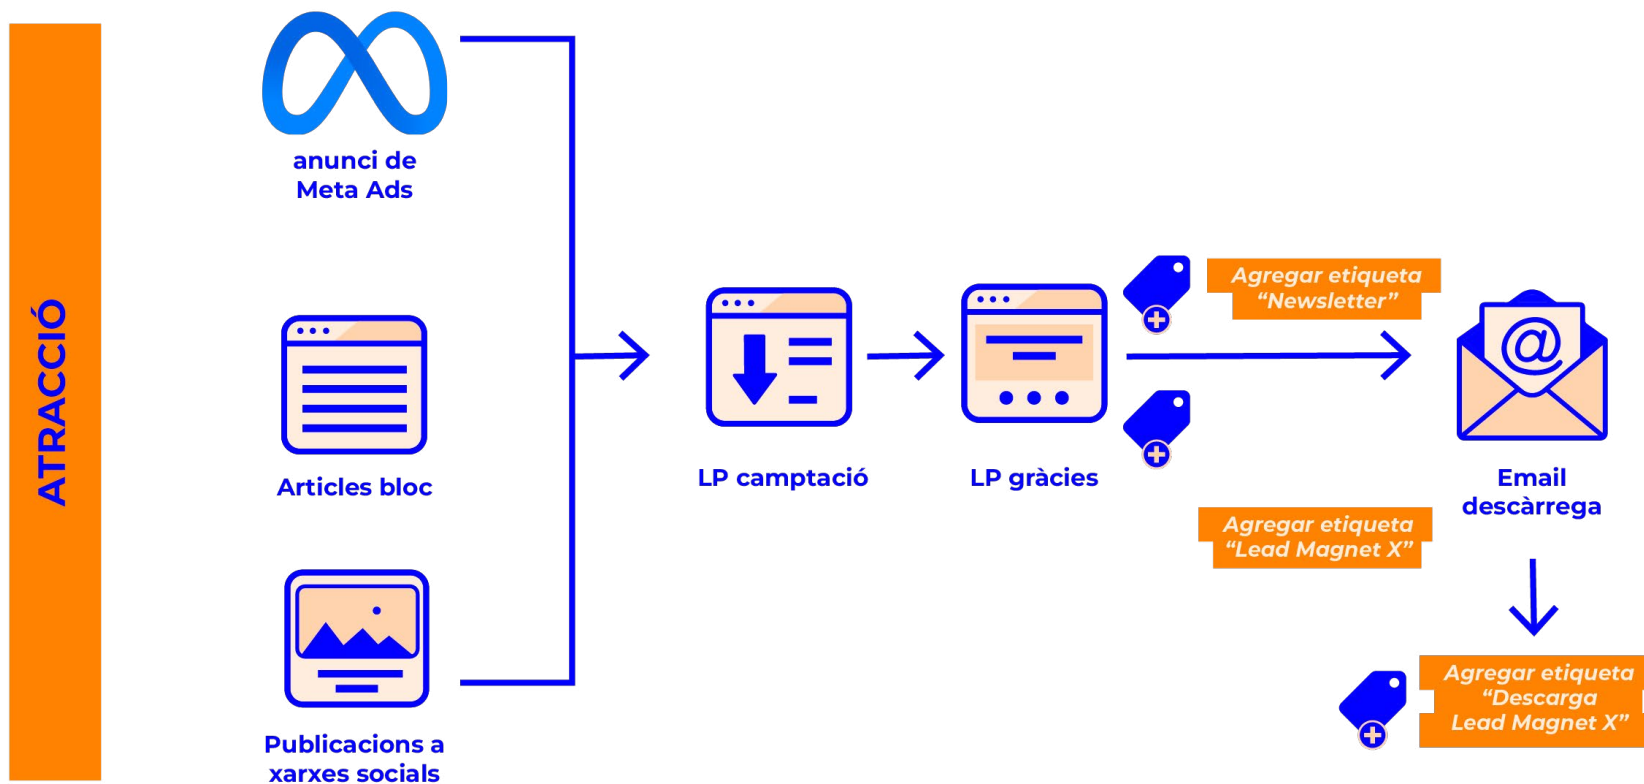 ATRACCIÓ
anunci de
Meta Ads
Articles bloc
Publicacions a
xarxes socials
LP camptació
LP gràcies
Agregar etiqueta
“Newsletter”
Agregar etiqueta
“Lead Magnet X”
@
Email
descàrrega
Agregar etiqueta
“Descarga
Lead Magnet X”